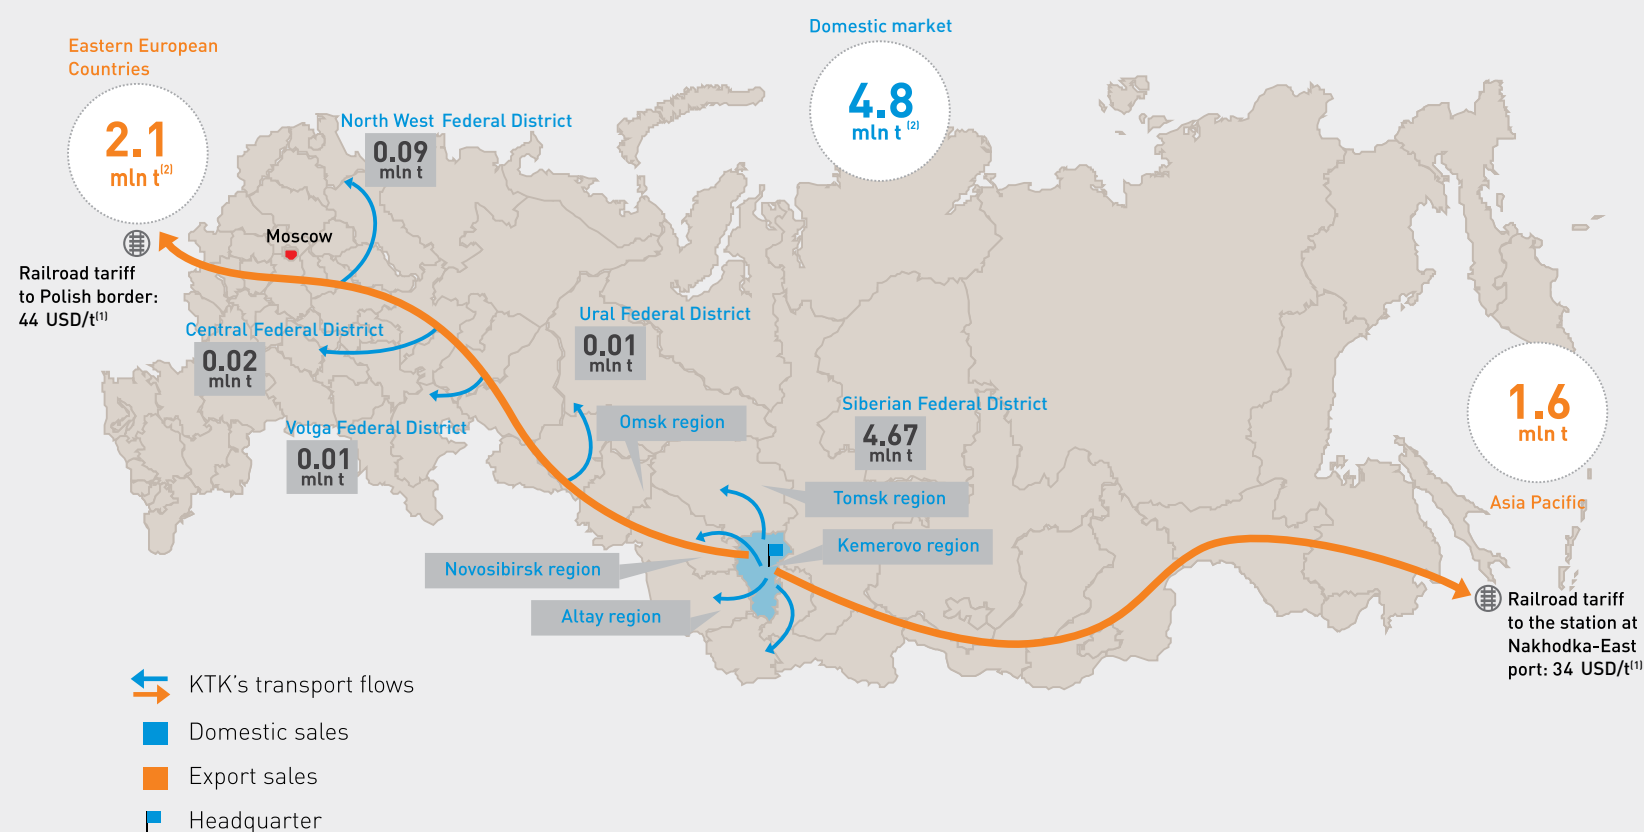 Domestic market
4.8
mln t (2)
Eastern European
Countries
2.1
mln t(2)
North West Federal District
0.09
mln t
Moscow
Railroad tariff
to Polish border:
44 USD/t(1)
Central Federal District
0.02
mln t
Ural Federal District
0.01
mln t
Volga Federal District
0.01
mln t
Omsk region
Siberian Federal District
4.67
mln t
1.6
mln t
Asia Pacific
Tomsk region
Kemerovo region
Novosibirsk region
Altay region
Railroad tariff
to the station at
Nakhodka-East
port: 34 USD/t(1)
KTK's transport flows
Domestic sales
Export sales
Headquarter